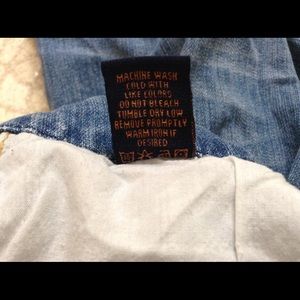 MACHINE WASH
COLD WITH
LIKE COLORS
DO NOT BLEACH
TUMBLE DRY LOW
REMOVE PROMPTLY
WARM IRON IF
DESIRED